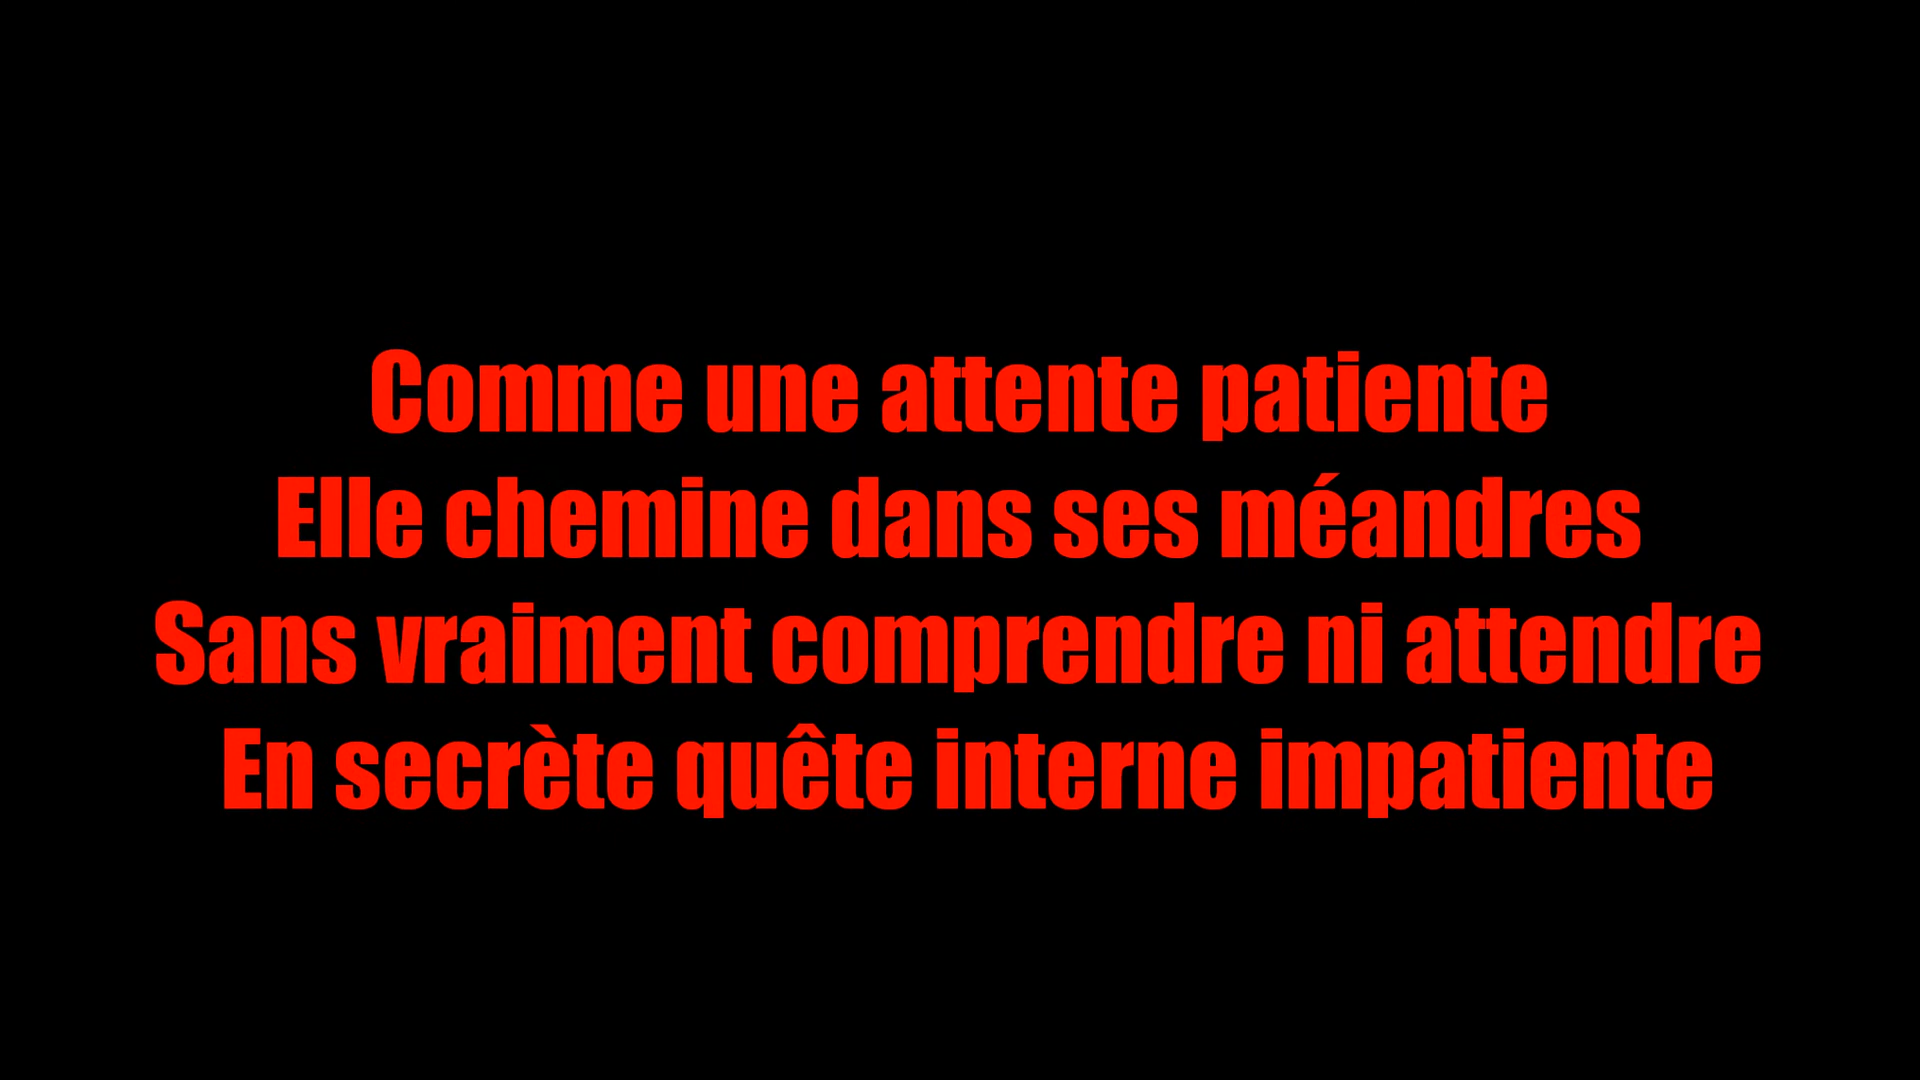 Comme une attente patiente
Elle chemine dans ses méandres
Sans vraiment comprendre ni attendre
En secrète quête interne impatiente